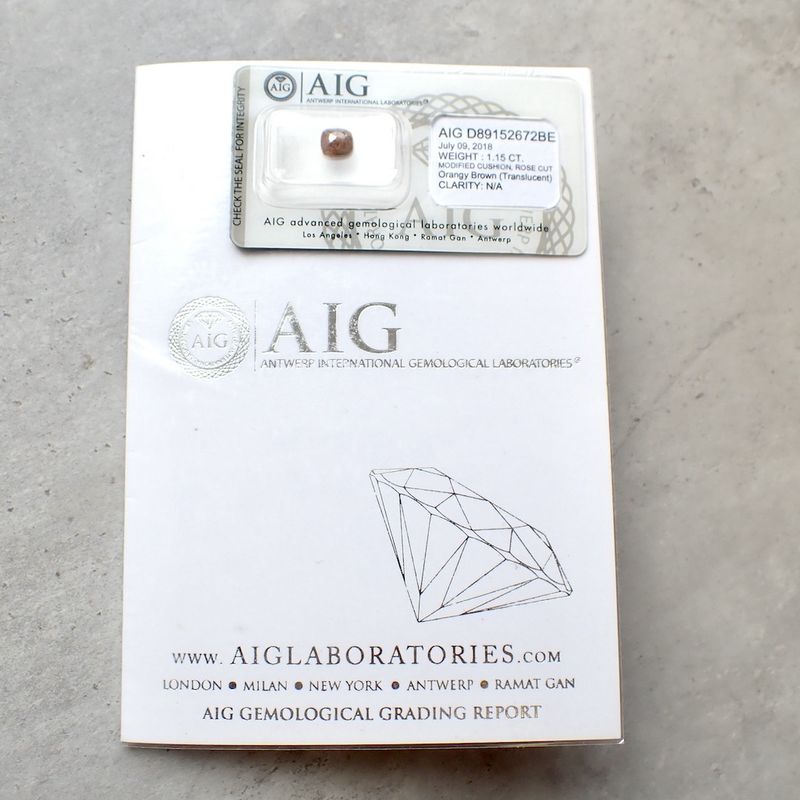 CHECK THE SEAL FOR INTEGRITY
AIG
AIG
ANTWERP INTERNATIONAL LABORATORIES
AIG D89152672BE
July 09, 2018
WEIGHT : 1.15 CT.
MODIFIED CUSHION, ROSE CUT
Orangy Brown (Translucent)
CLARITY: N/A
AIG
AIG advanced gemological laboratories worldwide
Los Angeles * Hong Kong * Ramat Gan * Antwerp
AIG
AIG
ANTWERP INTERNATIONAL GEMOLOGICAL LABORATORIES
www. AIGLABORATORIES.COM
LONDON ● MILAN ● NEW YORK ● ANTWERP ● RAMAT GAN
AIG GEMOLOGICAL GRADING REPORT